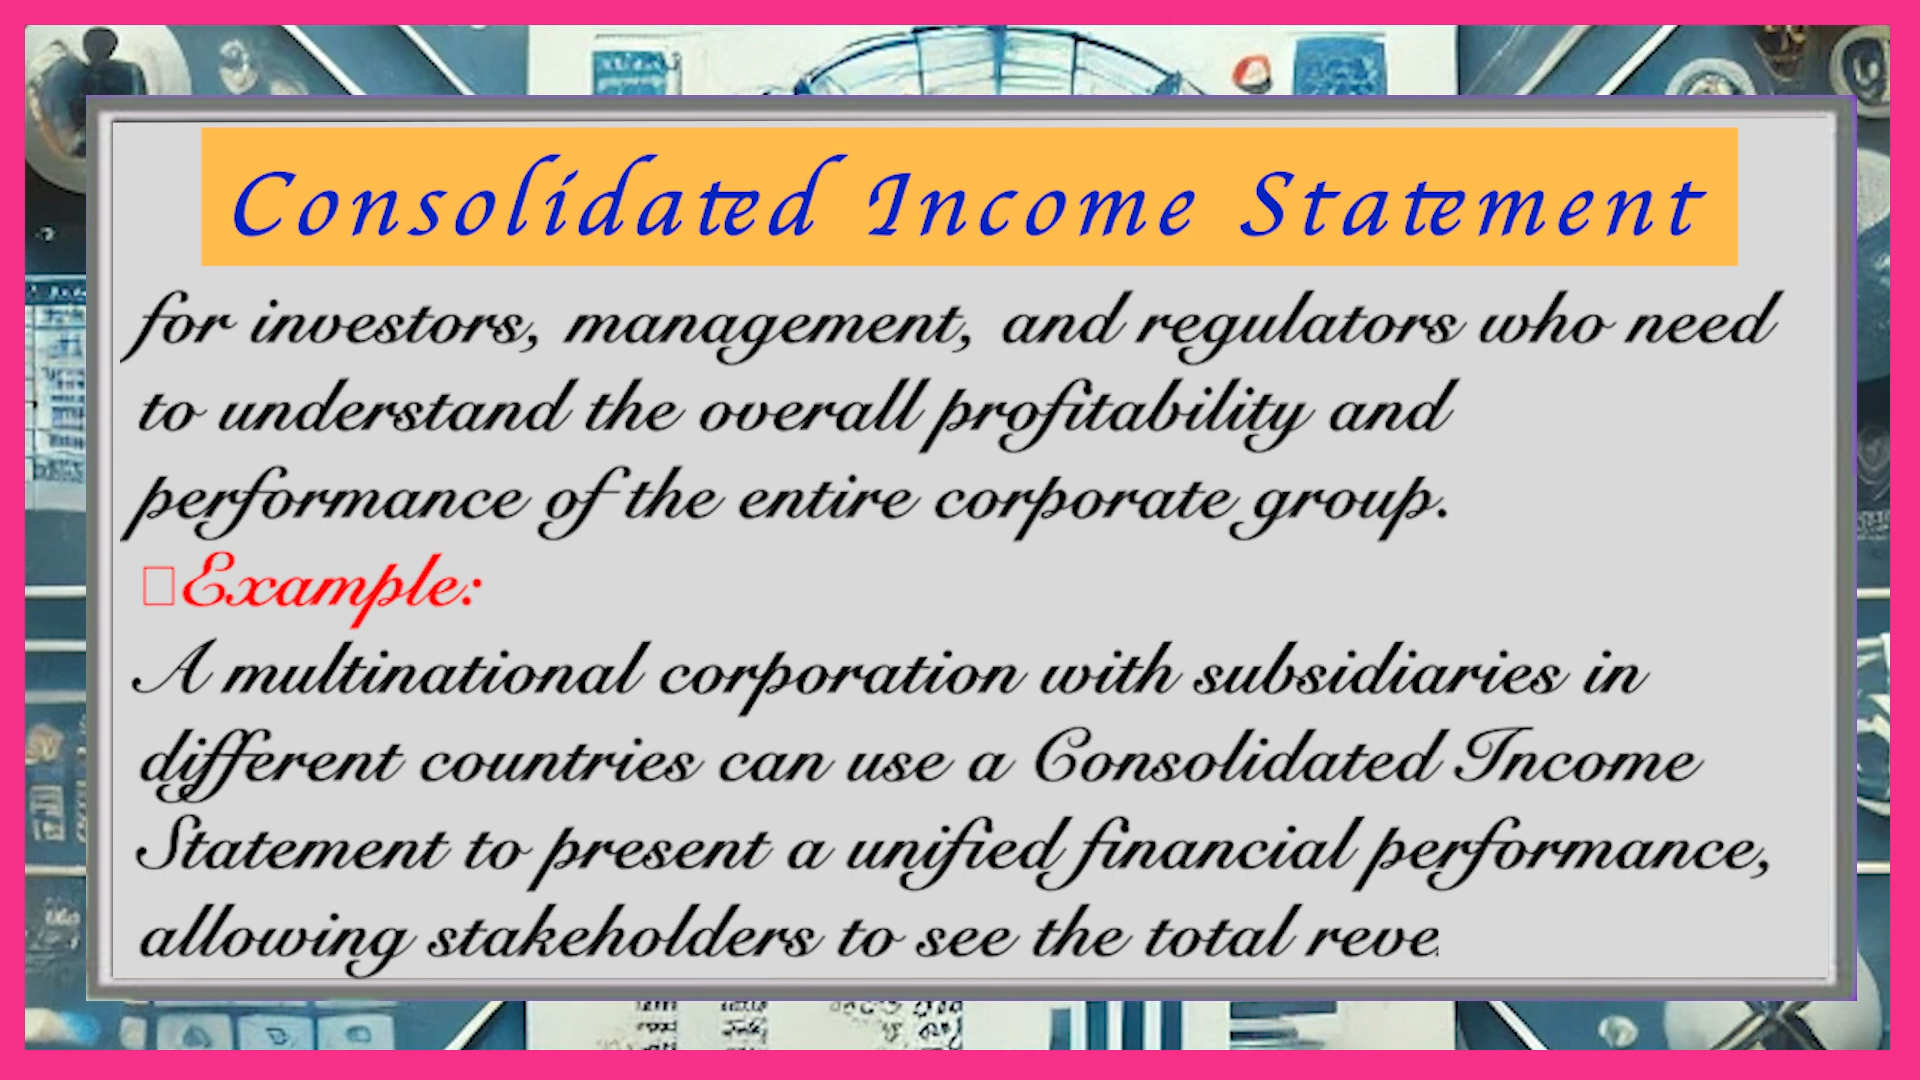 Consolidated Income Statement
for investors, management, and regulators who need
to understand the overall profitability and
performance of the entire corporate group.
Example:
A multinational corporation with subsidiaries in
different countries can use a Consolidated Income
Statement to present a unified financial performance,
allowing stakeholders to see the total reve